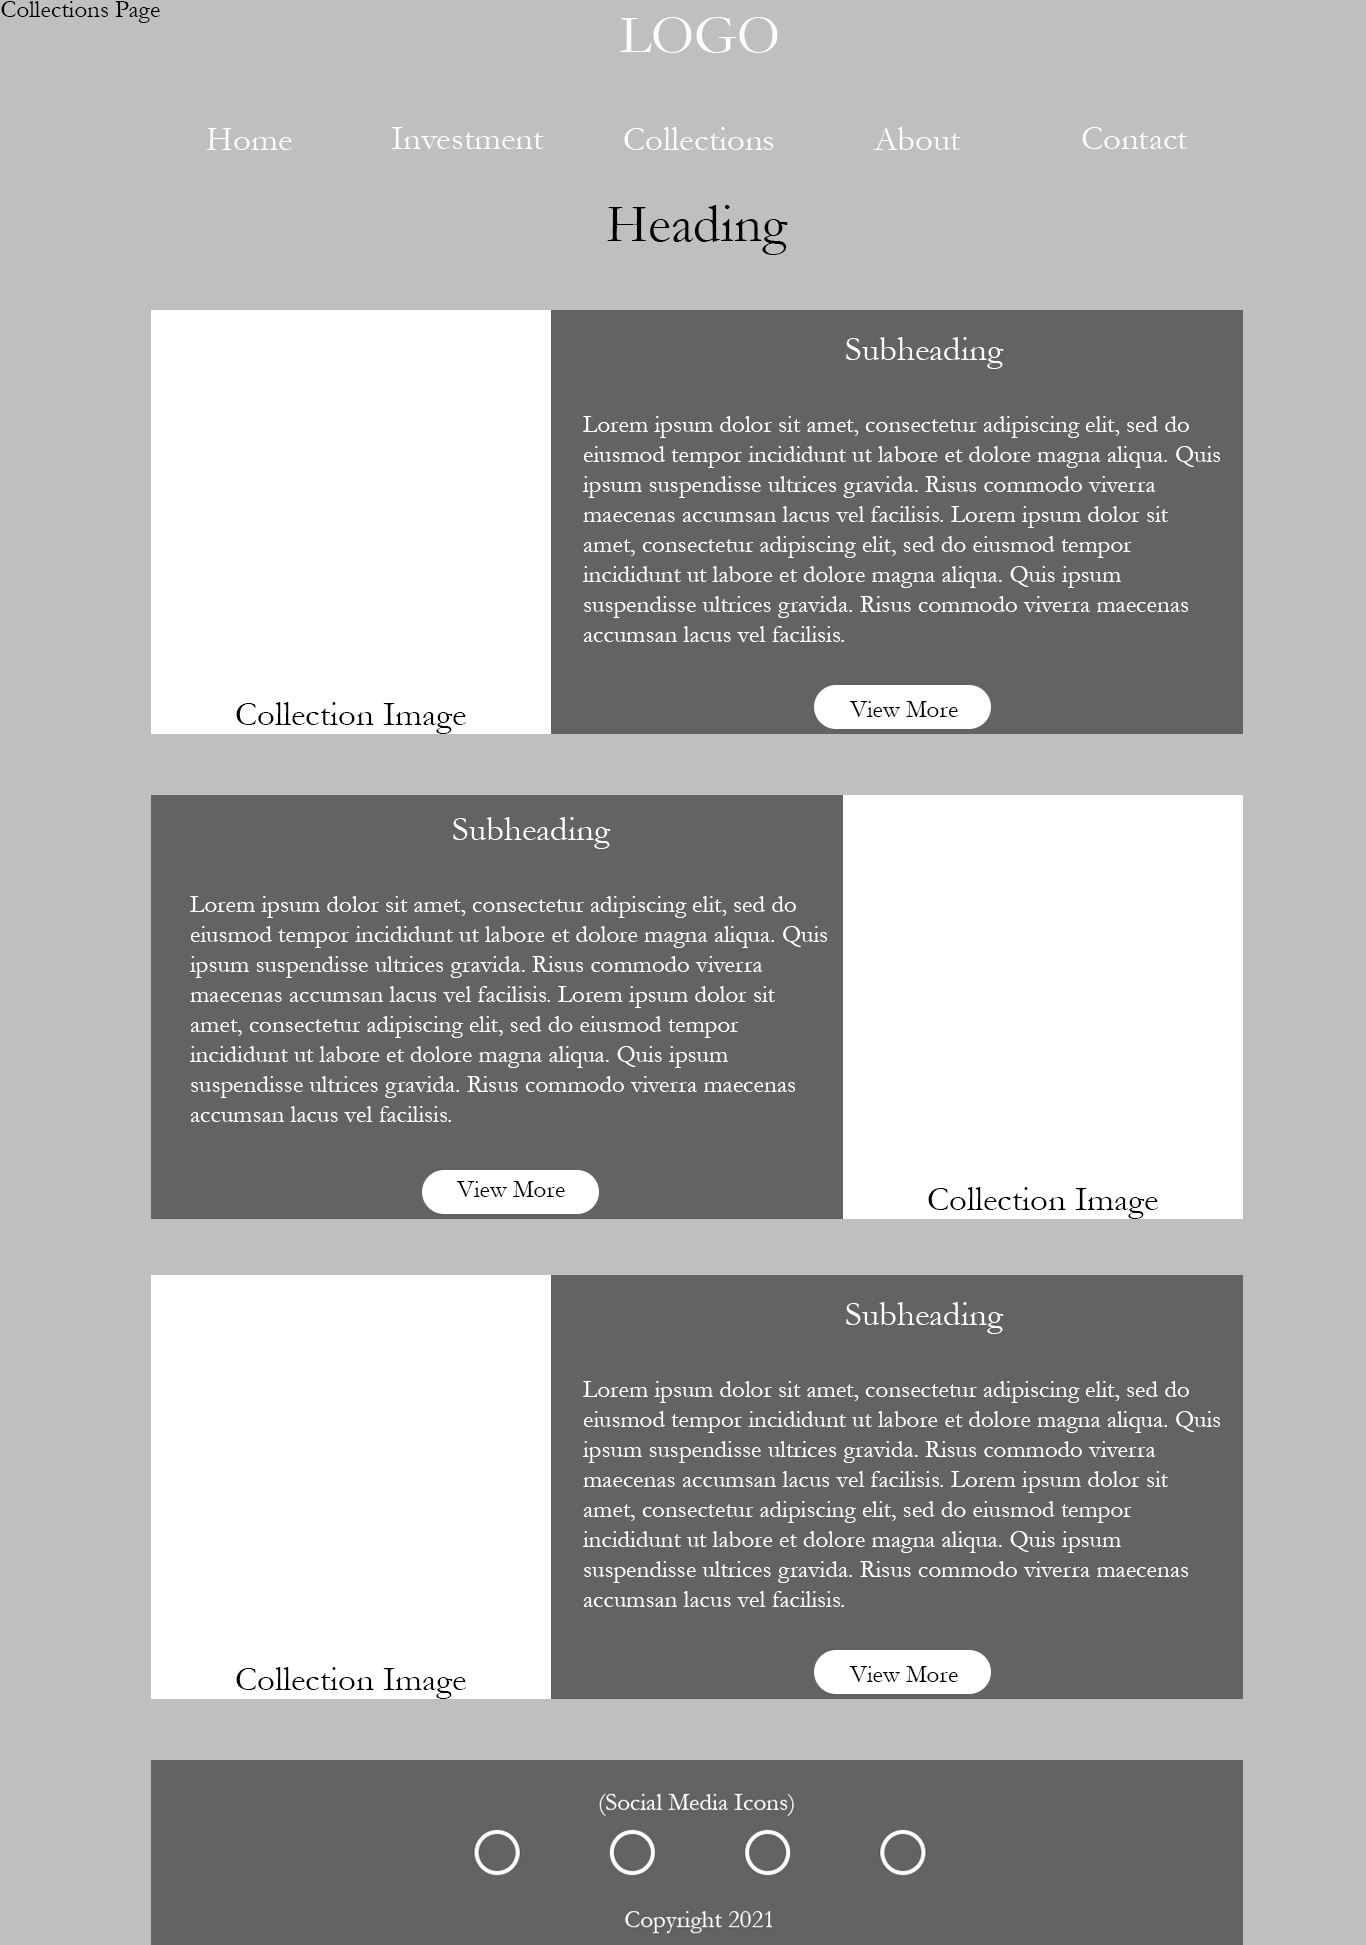 Collections Page
LOGO
Home Investment Collections About Contact
Heading
Subheading
Lorem ipsum dolor sit amet, consectetur adipiscing elit, sed do
eiusmod tempor incididunt ut labore et dolore magna aliqua. Quis
ipsum suspendisse ultrices gravida. Risus commodo viverra
maecenas accumsan lacus vel facilisis. Lorem ipsum dolor sit
amet, consectetur adipiscing elit, sed do eiusmod tempor
incididunt ut labore et dolore magna aliqua. Quis ipsum
suspendisse ultrices gravida. Risus commodo viverra maecenas
accumsan lacus vel facilisis.
Collection Image
View More
Subheading
Lorem ipsum dolor sit amet, consectetur adipiscing elit, sed do
eiusmod tempor incididunt ut labore et dolore magna aliqua. Quis
ipsum suspendisse ultrices gravida. Risus commodo viverra
maecenas accumsan lacus vel facilisis. Lorem ipsum dolor sit
amet, consectetur adipiscing elit, sed do eiusmod tempor
incididunt ut labore et dolore magna aliqua. Quis ipsum
suspendisse ultrices gravida. Risus commodo viverra maecenas
accumsan lacus vel facilisis.
View More
Collection Image
Subheading
Lorem ipsum dolor sit amet, consectetur adipiscing elit, sed do
eiusmod tempor incididunt ut labore et dolore magna aliqua. Quis
ipsum suspendisse ultrices gravida. Risus commodo viverra
maecenas accumsan lacus vel facilisis. Lorem ipsum dolor sit
amet, consectetur adipiscing elit, sed do eiusmod tempor
incididunt ut labore et dolore magna aliqua. Quis ipsum
suspendisse ultrices gravida. Risus commodo viverra maecenas
accumsan lacus vel facilisis.
Collection Image
View More
(Social Media Icons)
Copyright 2021